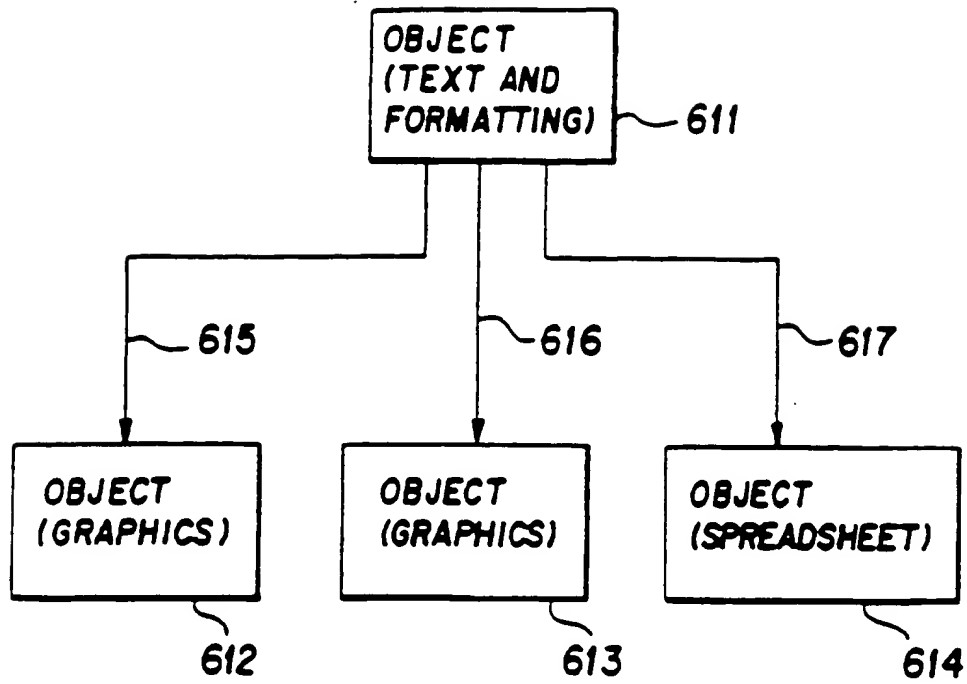 OBJECT
(TEXT AND
FORMATTING)
611
615
616
617
OBJECT
(GRAPHICS)
OBJECT
(GRAPHICS)
OBJECT
(SPREADSHEET)
612
613
614